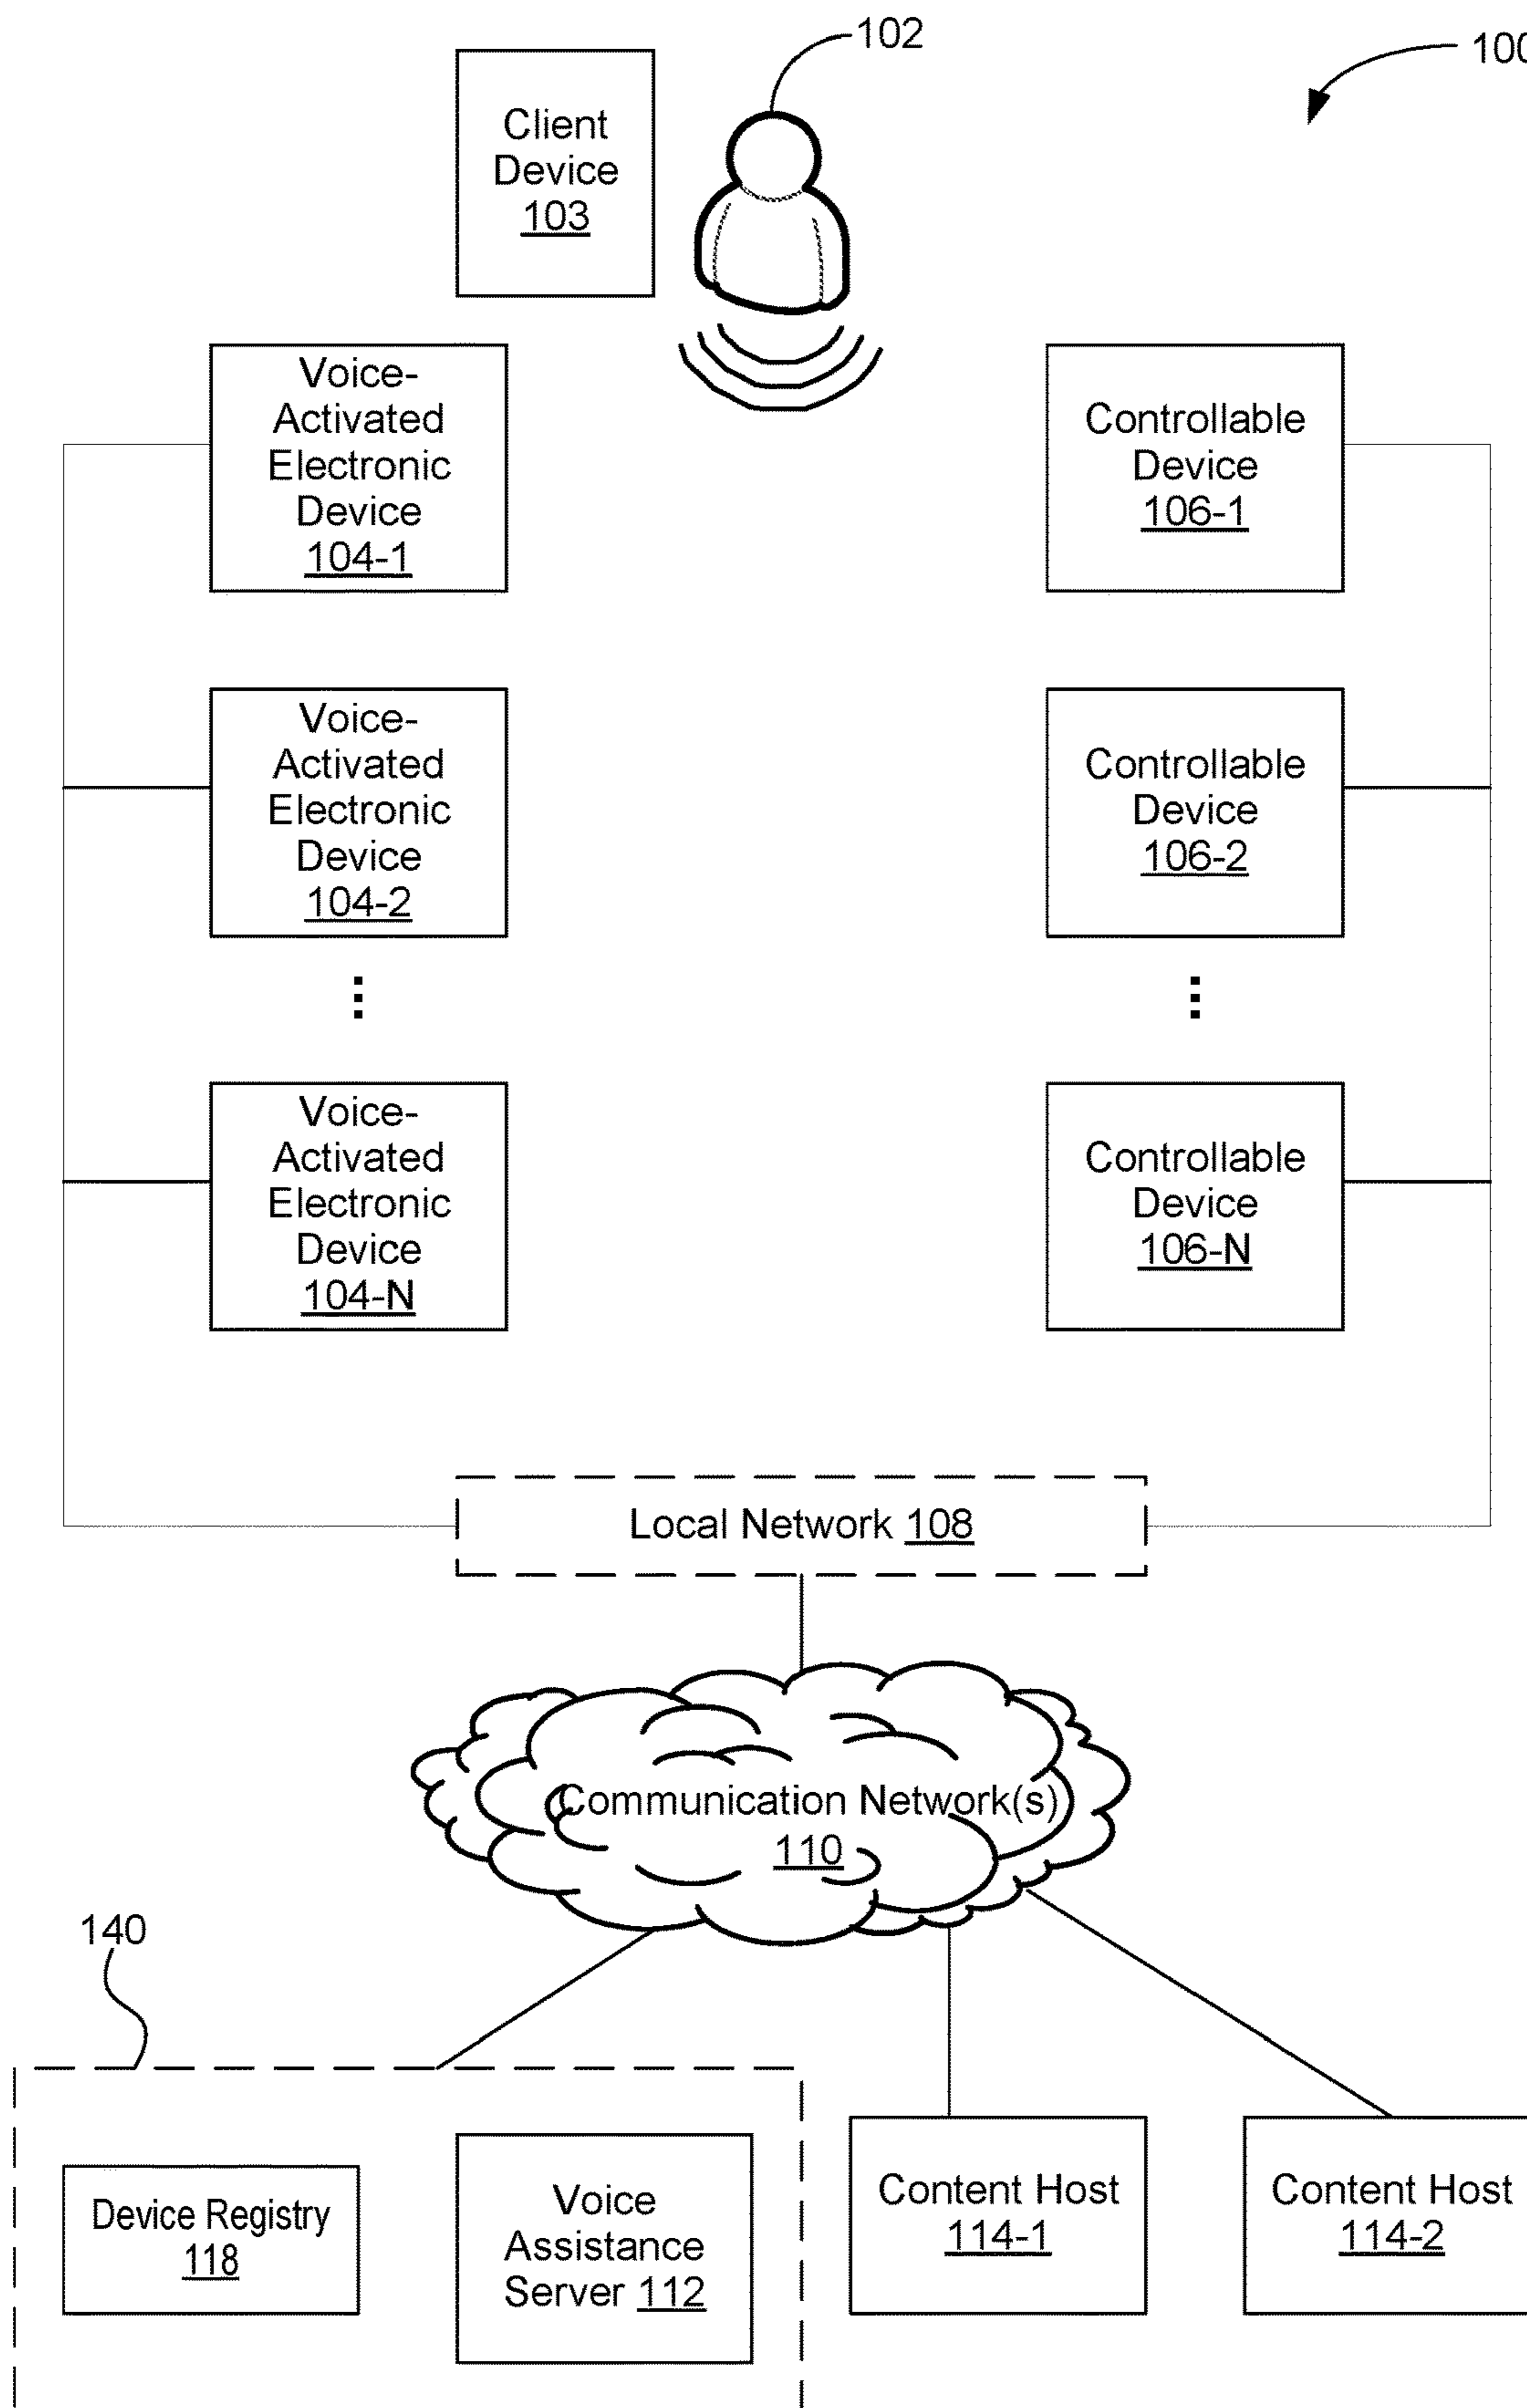 102
100
Client
Device
103
Voice-
Activated
Electronic
Device
104-1
Controllable
Device
106-1
Voice-
Activated
Electronic
Device
104-2
Controllable
Device
106-2
Voice-
Activated
Electronic
Device
104-N
Controllable
Device
106-N
Local Network 108
Communication Network(s)
110
140
Device Registry
118
Voice
Assistance
Server 112
Content Host
114-1
Content Host
114-2